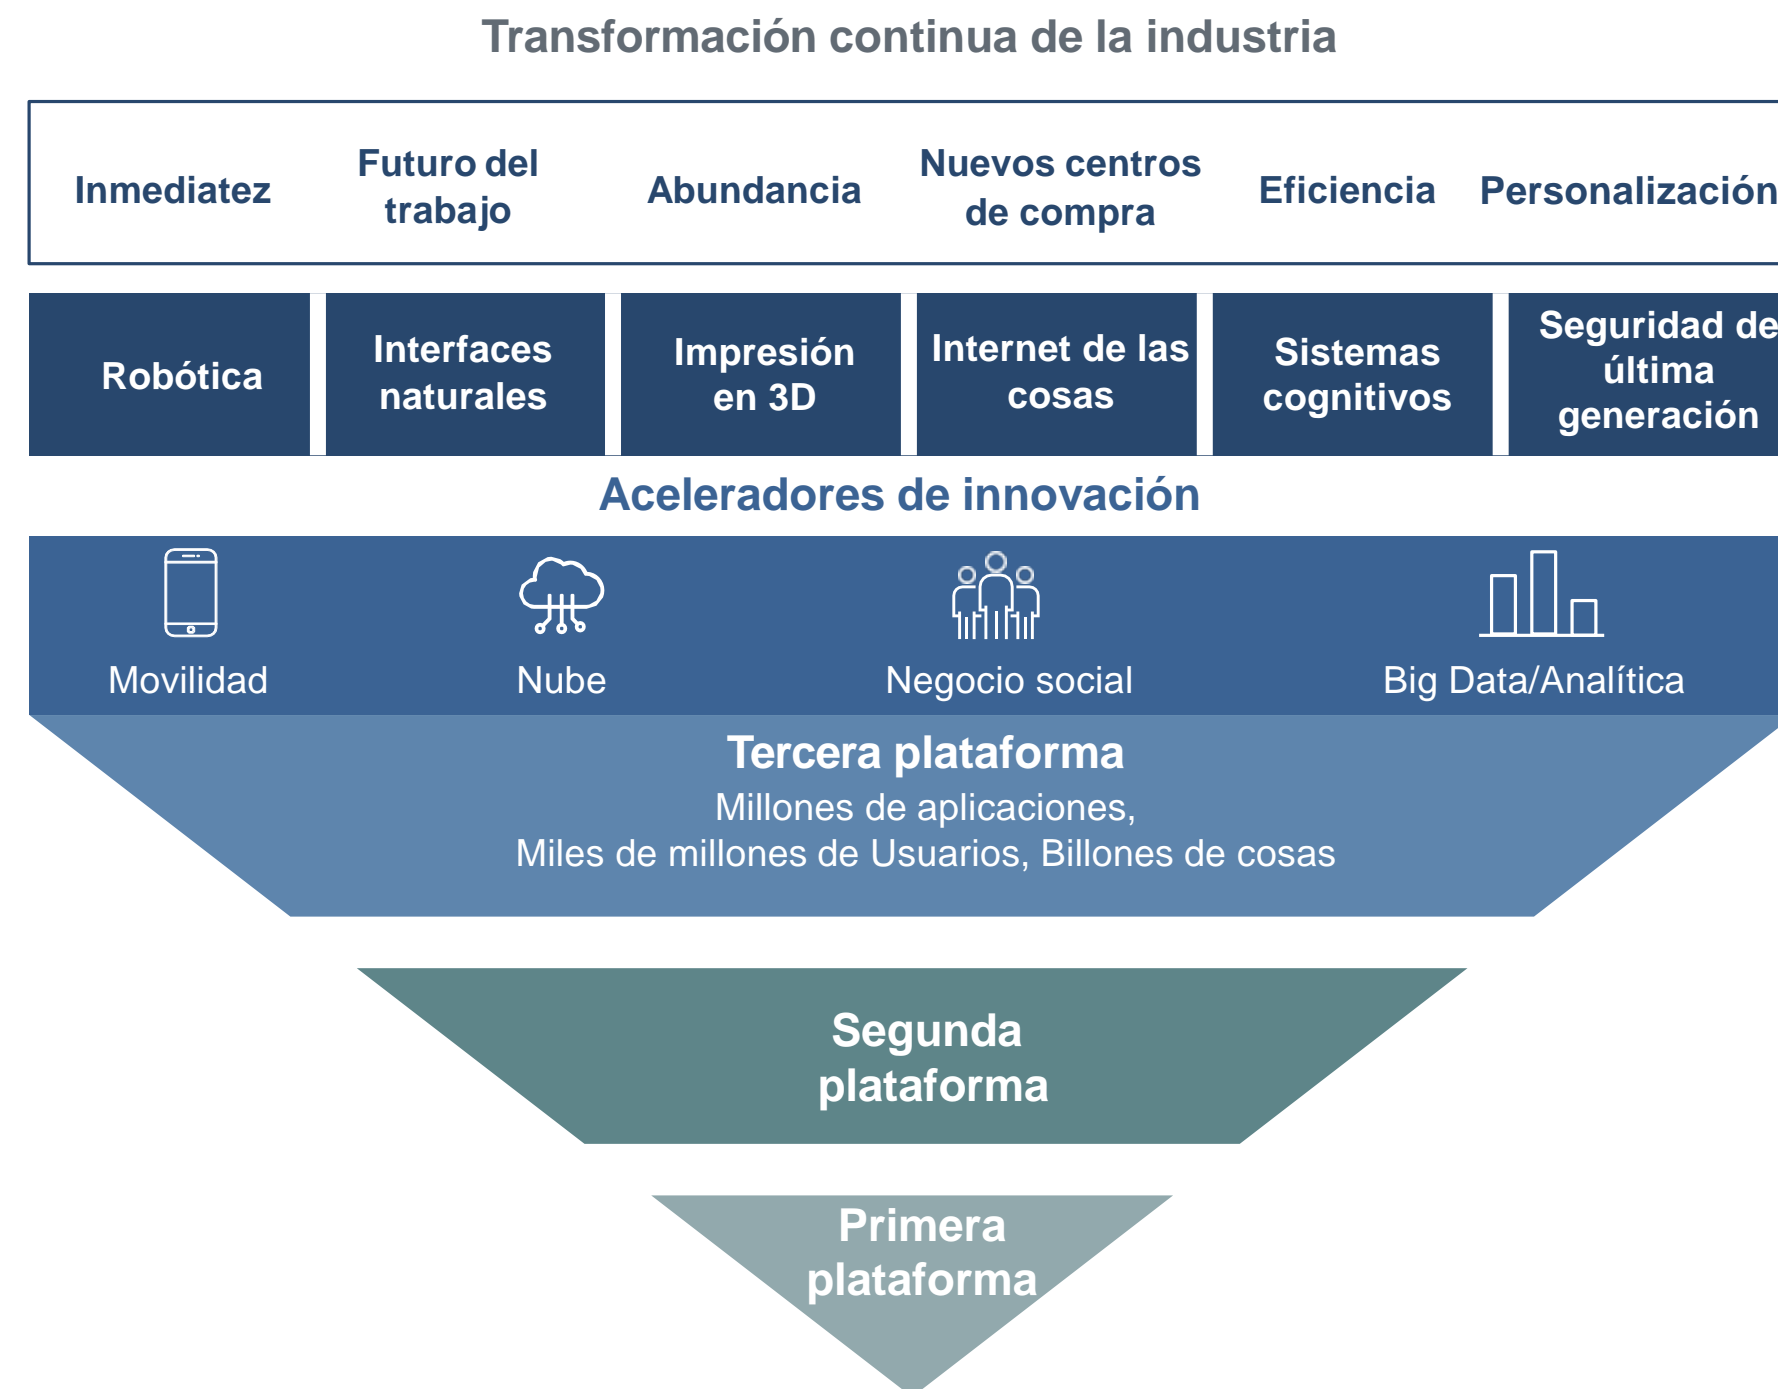 Transformación continua de la industria
Inmediatez
Futuro del
trabajo
Abundancia
Nuevos centros
de compra
Eficiencia
Personalización
Robótica
Interfaces
naturales
Impresión
en 3D
Internet de las
cosas
Sistemas
cognitivos
Seguridad de
última
generación
Aceleradores de innovación
Movilidad
Nube
Negocio social
Big Data/Analítica
Tercera plataforma
Millones de aplicaciones,
Miles de millones de Usuarios, Billones de cosas
Segunda
plataforma
Primera
plataforma